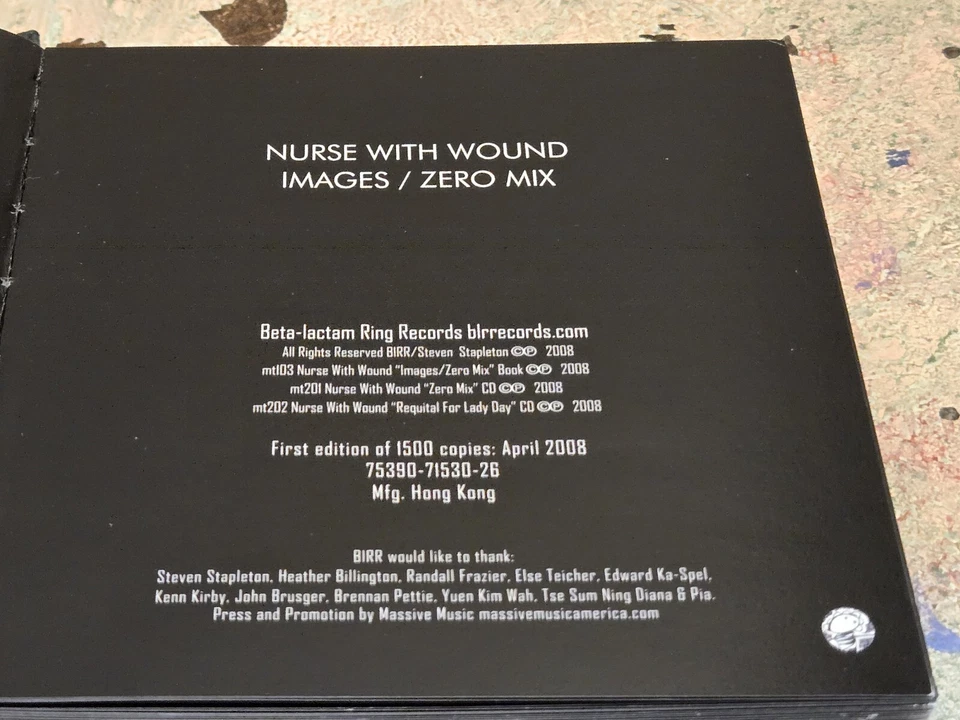 NURSE WITH WOUND
IMAGES / ZERO MIX
Beta-lactam Ring Records blrrecords.com
All Rights Reserved BlRR/Steven Stapleton ©℗ 2008
mt103 Nurse With Wound "Images/Zero Mix" Book ©℗ 2008
mt201 Nurse With Wound "Zero Mix" CD ©℗ 2008
mt202 Nurse With Wound "Requital For Lady Day" CD ©℗ 2008
First edition of 1500 copies: April 2008
75390-71530-26
Mfg. Hong Kong
BlRR would like to thank:
Steven Stapleton, Heather Billington, Randall Frazier, Else Teicher, Edward Ka-Spel,
Kenn Kirby, John Brusger, Brennan Pettie, Yuen Kim Wah, Tse Sum Ning Diana & Pia.
Press and Promotion by Massive Music massivemusicamerica.com